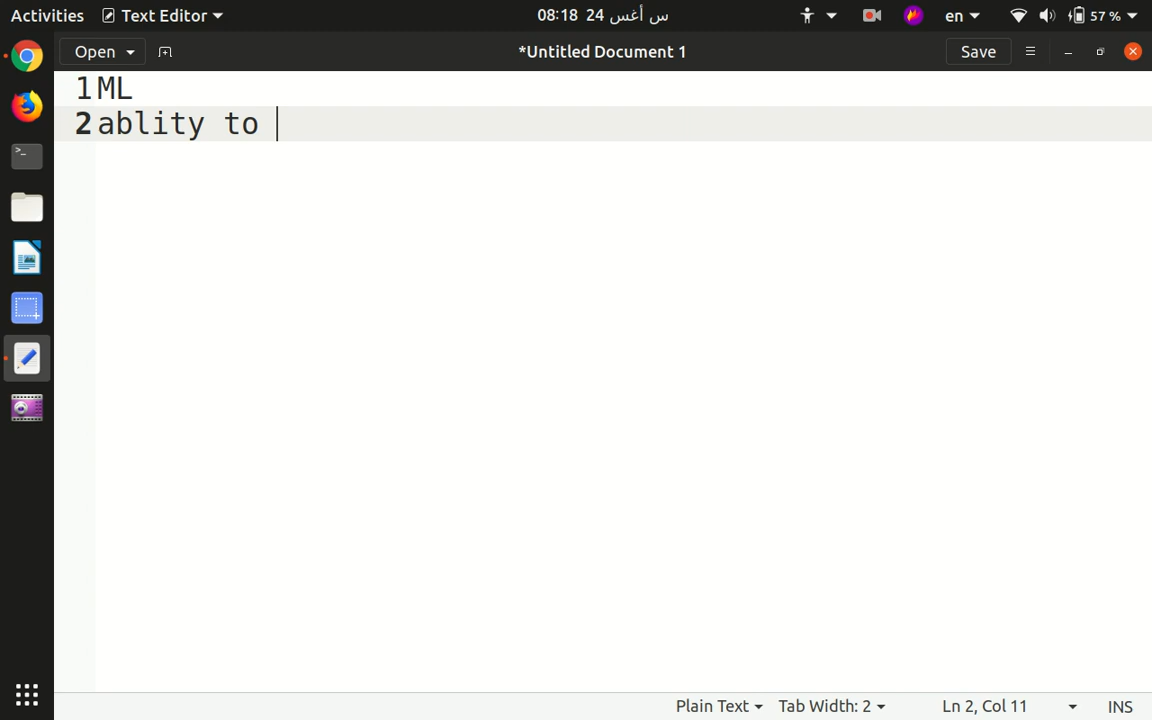 Activities Text Editor 08:18 24 س أغس en 57 %
Open *Untitled Document 1 Save
1 ML
2 ablity to
Plain Text Tab Width: 2 Ln 2, Col 11 INS